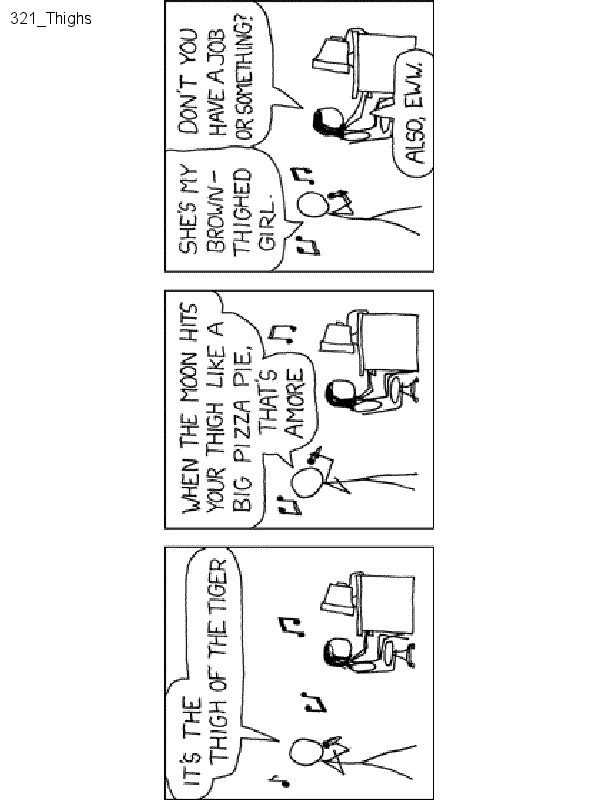 321_Thighs
IT'S THE
THIGH OF THE TIGER
WHEN THE MOON HITS
YOUR THIGH LIKE A
BIG PIZZA PIE,
THAT'S
AMORE
SHE'S MY
BROWN-
THIGHED
GIRL.
DON'T YOU
HAVE A JOB
OR SOMETHING?
ALSO, EWW.